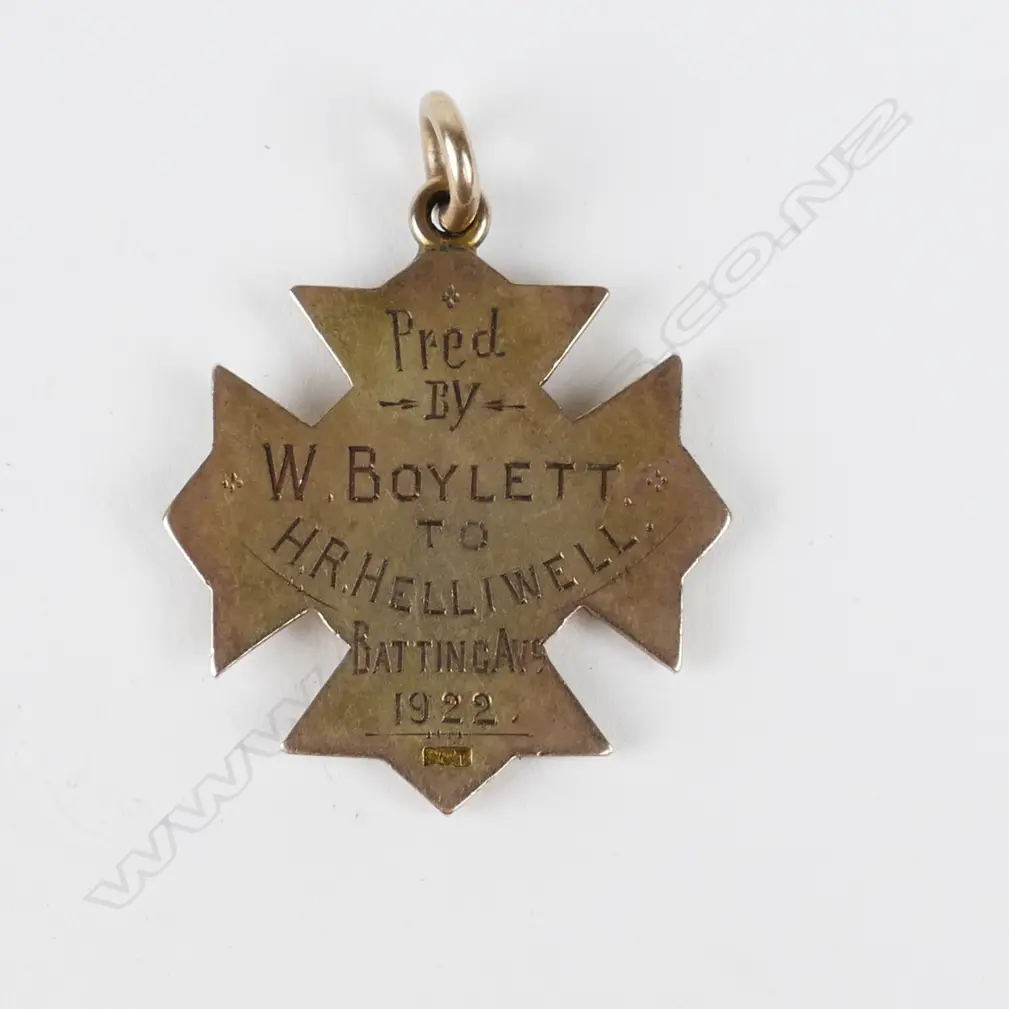 Pred
BY
W. BOYLETT.
TO
H.R. HELLIWELL.
BATTING AVS
1922.